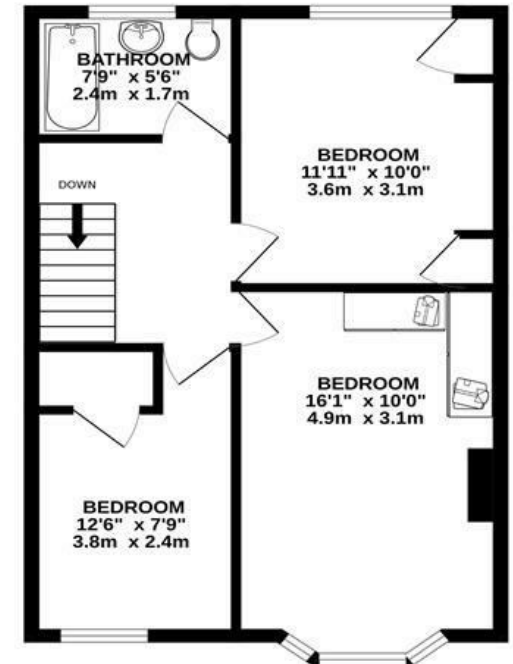 BATHROOM
7'9" x 5'6"
2.4m x 1.7m
BEDROOM
11'11" x 10'0"
3.6m x 3.1m
DOWN
BEDROOM
16'1" x 10'0"
4.9m x 3.1m
BEDROOM
12'6" x 7'9"
3.8m x 2.4m